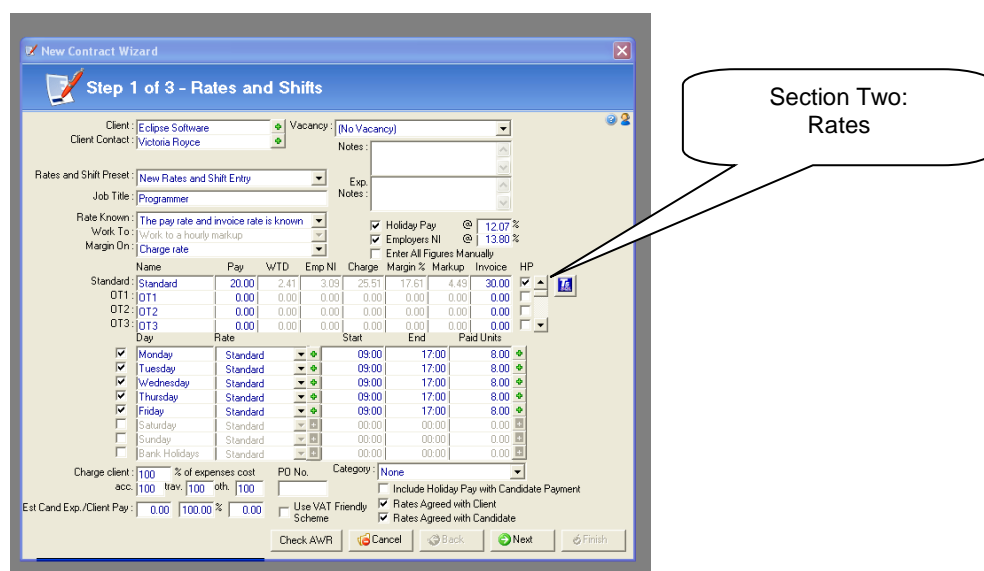 New Contract Wizard
Step 1 of 3 - Rates and Shifts
Section Two:
Rates
Client : Eclipse Software Vacancy : (No Vacancy)
Client Contact : Victoria Royce
Notes :
Rates and Shift Preset : New Rates and Shift Entry
Exp. Notes :
Job Title : Programmer
Rate Known : The pay rate and invoice rate is known Holiday Pay @ 12.07 %
Work To : Work to a hourly markup Employers NI @ 13.80 %
Margin On : Charge rate Enter All Figures Manually
Name Pay WTD Emp NI Charge Margin % Markup Invoice HP
Standard : Standard 20.00 2.41 3.09 25.51 17.61 4.49 30.00
OT1 : OT1 0.00 0.00 0.00 0.00 0.00 0.00 0.00
OT2 : OT2 0.00 0.00 0.00 0.00 0.00 0.00 0.00
OT3 : OT3 0.00 0.00 0.00 0.00 0.00 0.00 0.00
Day Rate Start End Paid Units
Monday Standard 09:00 17:00 8.00
Tuesday Standard 09:00 17:00 8.00
Wednesday Standard 09:00 17:00 8.00
Thursday Standard 09:00 17:00 8.00
Friday Standard 09:00 17:00 8.00
Saturday Standard 00:00 00:00 0.00
Sunday Standard 00:00 00:00 0.00
Bank Holidays Standard 00:00 00:00 0.00
Charge client : 100 % of expenses cost PO No. Category : None
acc. 100 trav. 100 oth. 100 Include Holiday Pay with Candidate Payment
Est Cand Exp./Client Pay : 0.00 100.00 % 0.00 Use VAT Friendly Scheme Rates Agreed with Client
Rates Agreed with Candidate
Check AWR Cancel Back Next Finish